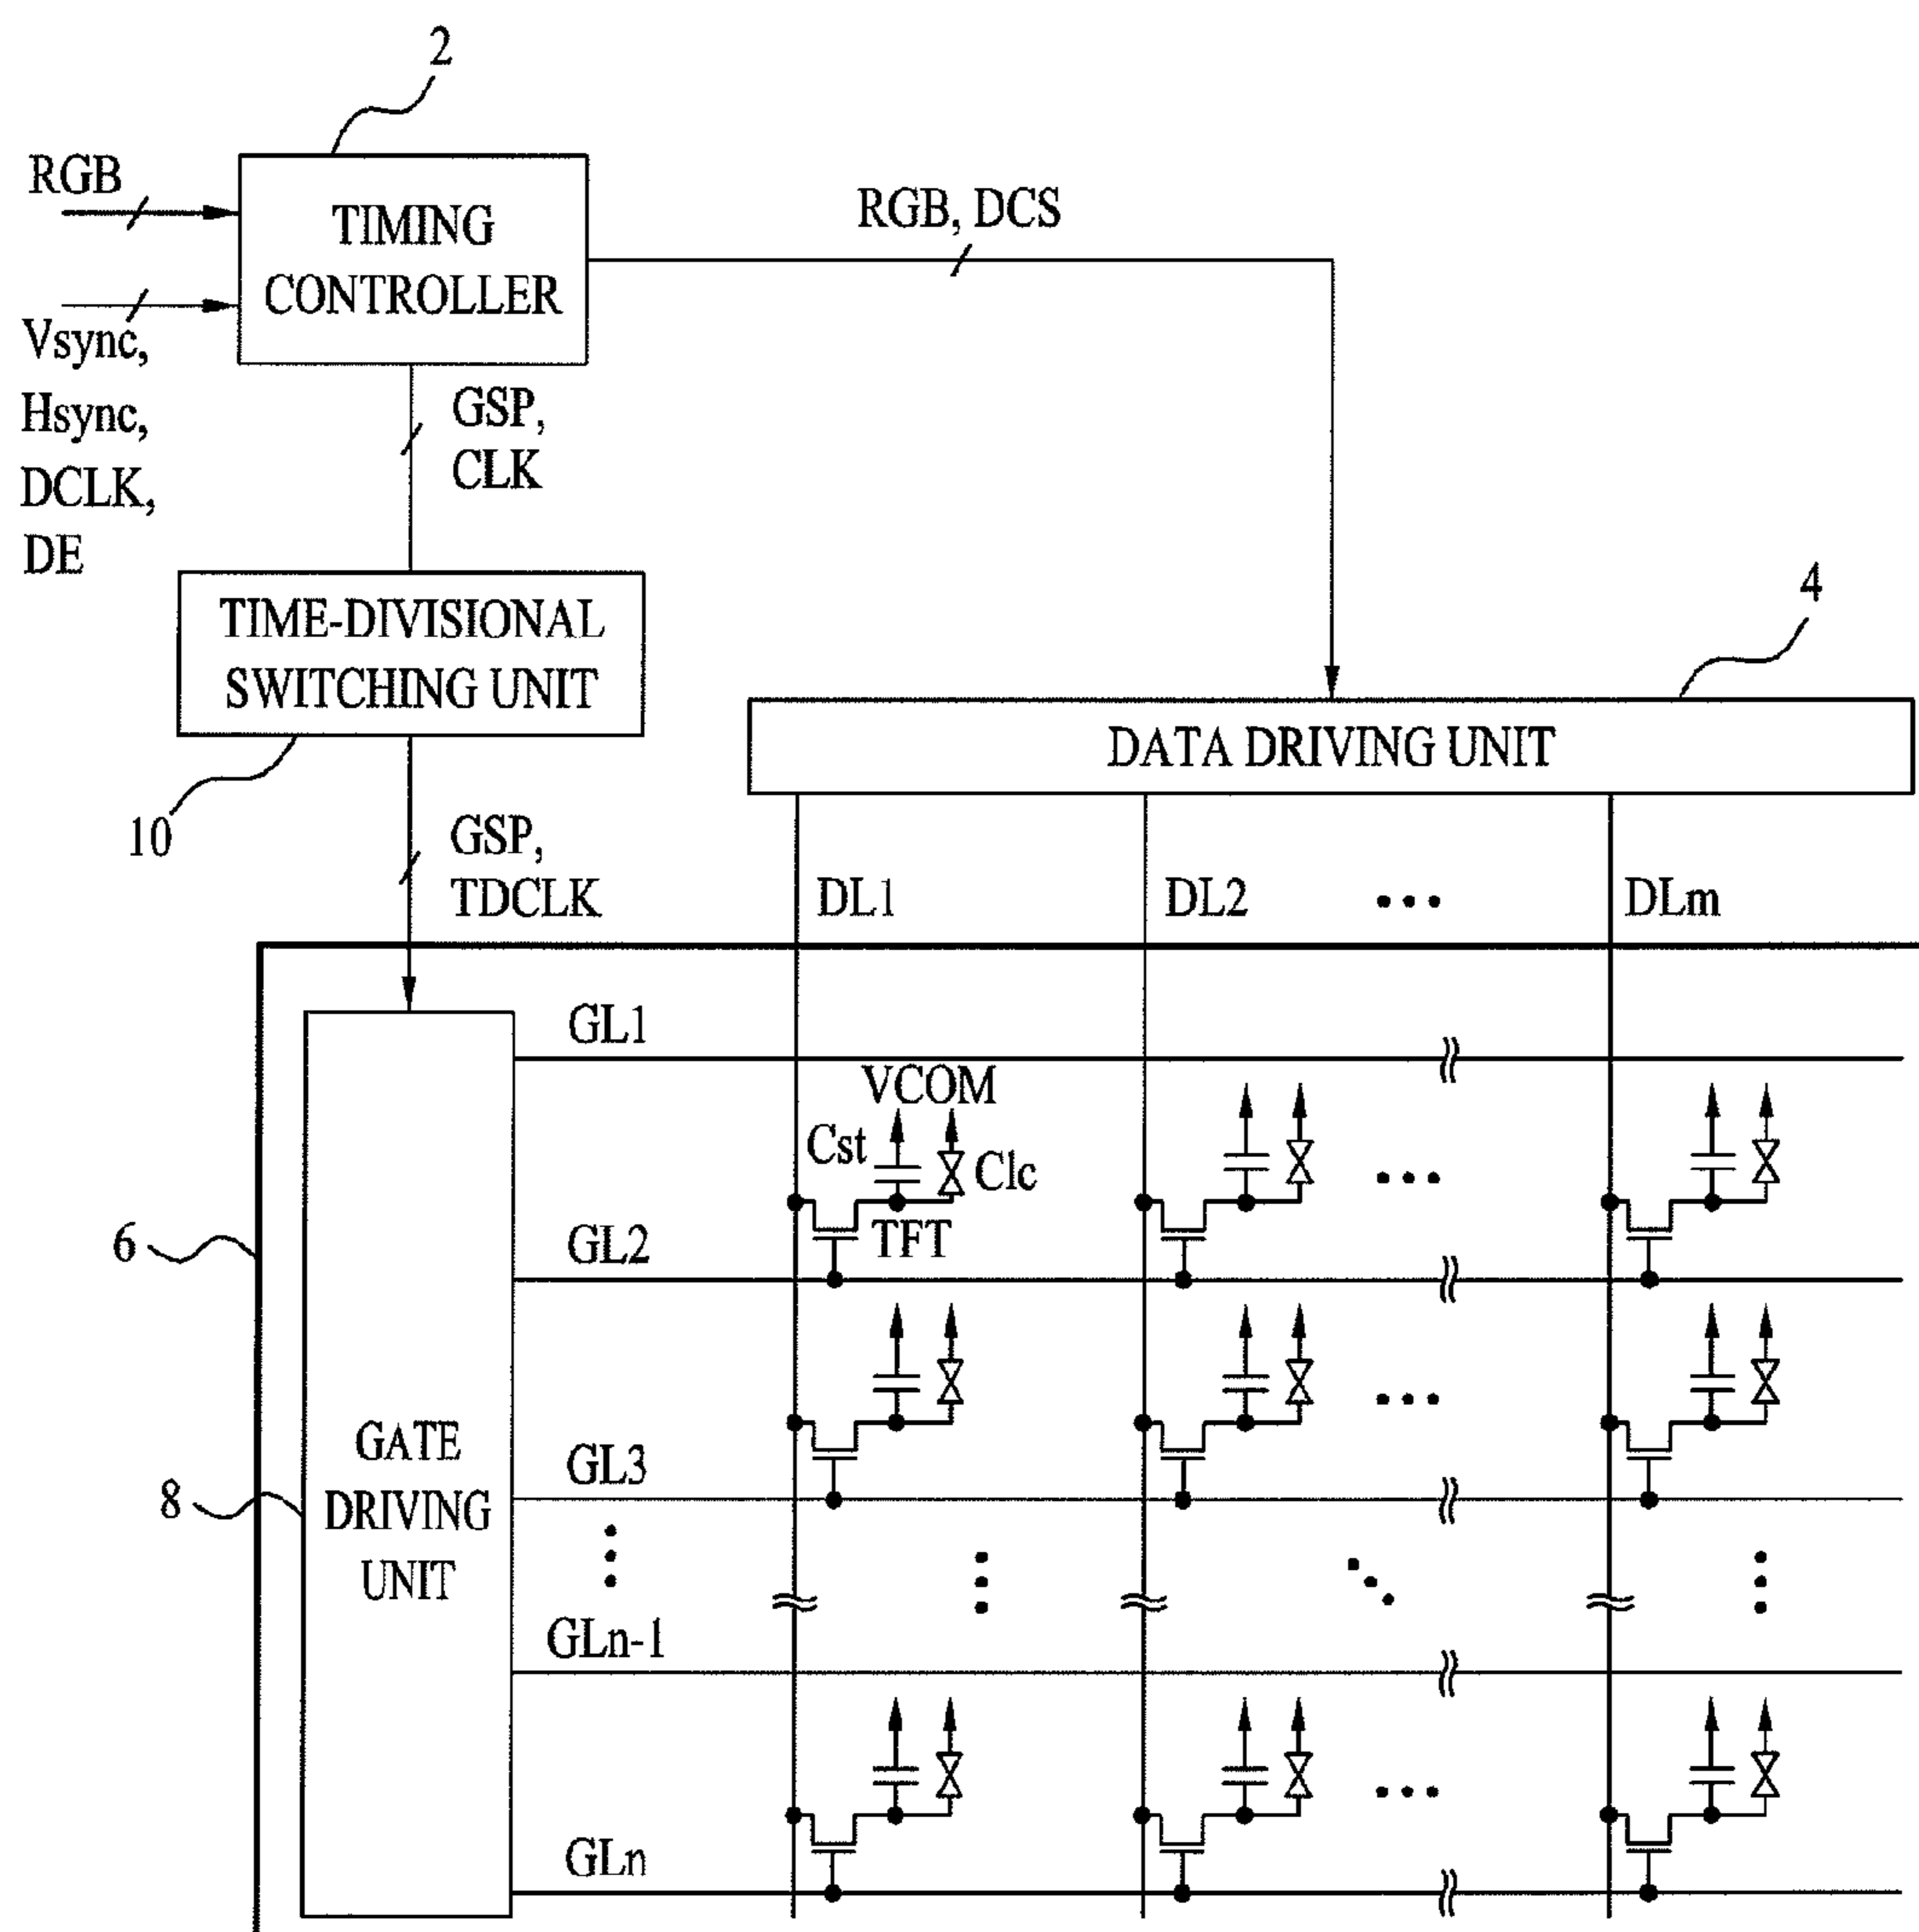 2
RGB
TIMING
CONTROLLER
RGB, DCS
Vsync,
Hsync,
DCLK,
DE
GSP,
CLK
TIME-DIVISIONAL
SWITCHING UNIT
4
DATA DRIVING UNIT
10
GSP,
TDCLK
DL1
DL2
...
DLm
GL1
VCOM
Cst
Clc
...
TFT
6
GL2
...
GATE
DRIVING
UNIT
8
GL3
GLn-1
...
GLn